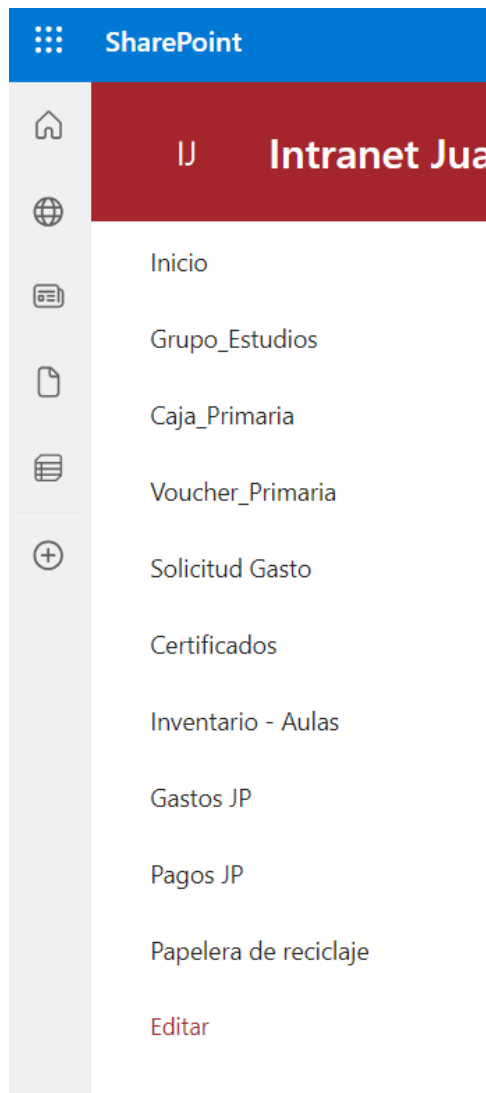 SharePoint
IJ
Intranet
Inicio
Grupo_Estudios
Caja_Primaria
Voucher_Primaria
Solicitud Gasto
Certificados
Inventario - Aulas
Gastos JP
Pagos JP
Papelera de reciclaje
Editar